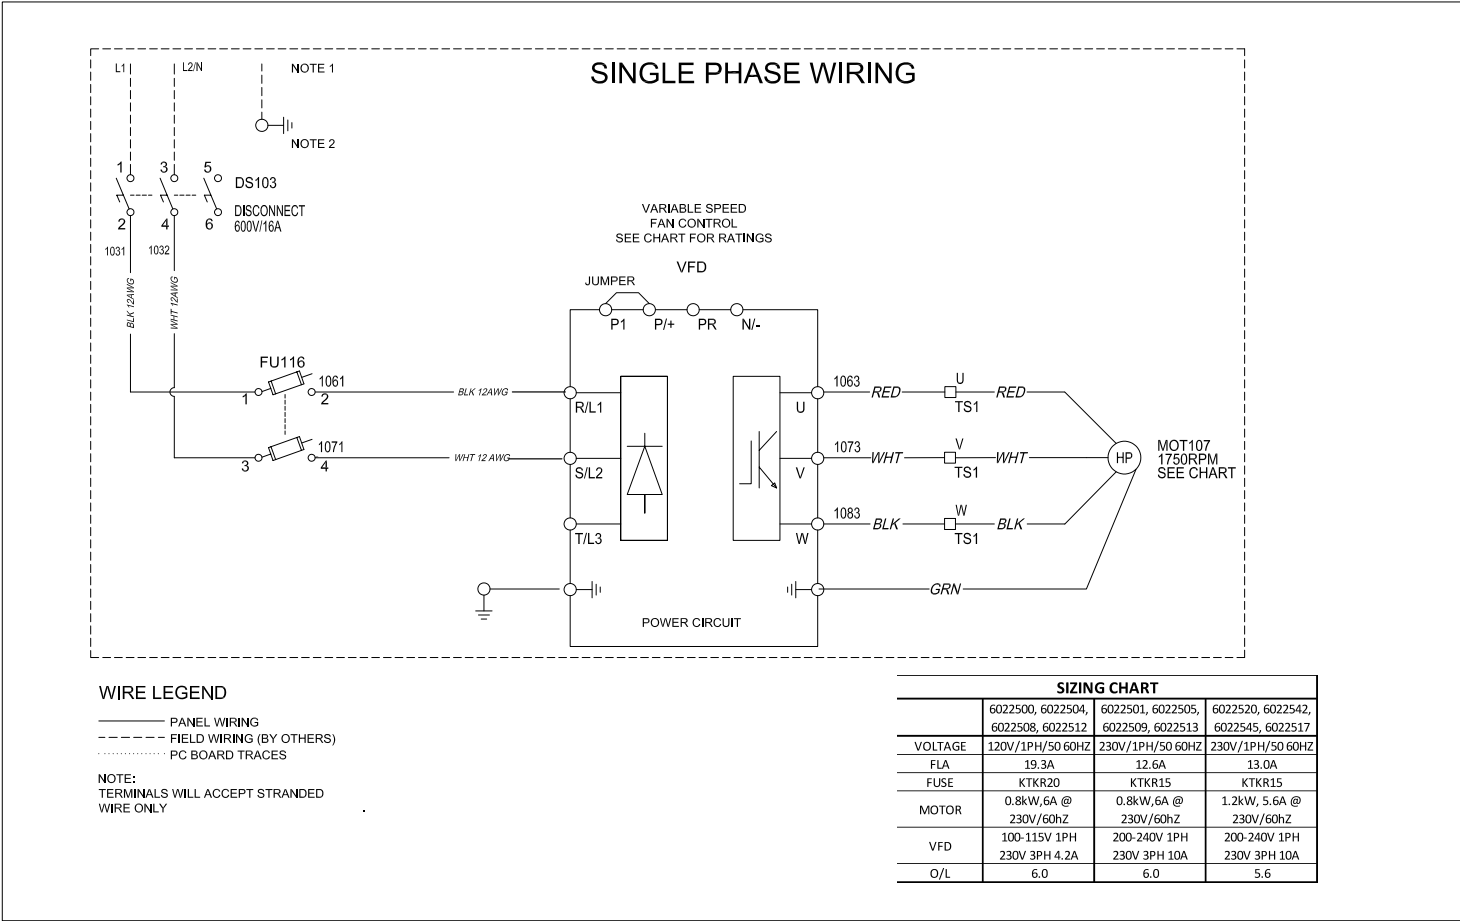 SINGLE PHASE WIRING
L1
L2/N
NOTE 1
NOTE 2
1
3
5
DS103
DISCONNECT
600V/16A
2
4
6
1031
1032
BLK 12AWG
WHT 12AWG
FU116
1
1061
2
3
1071
4
BLK 12AWG
WHT 12 AWG
VARIABLE SPEED
FAN CONTROL
SEE CHART FOR RATINGS
VFD
JUMPER
P1
P/+
PR
N/-
R/L1
S/L2
T/L3
U
V
W
POWER CIRCUIT
1063
RED
U
TS1
RED
1073
WHT
V
TS1
WHT
1083
BLK
W
TS1
BLK
GRN
HP
MOT107
1750RPM
SEE CHART
WIRE LEGEND
PANEL WIRING
FIELD WIRING (BY OTHERS)
PC BOARD TRACES
NOTE:
TERMINALS WILL ACCEPT STRANDED
WIRE ONLY
SIZING CHART
6022500, 6022504, 6022501, 6022505, 6022520, 6022542,
6022508, 6022512 6022509, 6022513 6022545, 6022517
VOLTAGE 120V/1PH/50 60HZ 230V/1PH/50 60HZ 230V/1PH/50 60HZ
FLA 19.3A 12.6A 13.0A
FUSE KTKR20 KTKR15 KTKR15
MOTOR
0.8kW,6A @ 0.8kW,6A @ 1.2kW, 5.6A @
230V/60hZ 230V/60hZ 230V/60hZ
VFD
100-115V 1PH 200-240V 1PH 200-240V 1PH
230V 3PH 4.2A 230V 3PH 10A 230V 3PH 10A
O/L 6.0 6.0 5.6